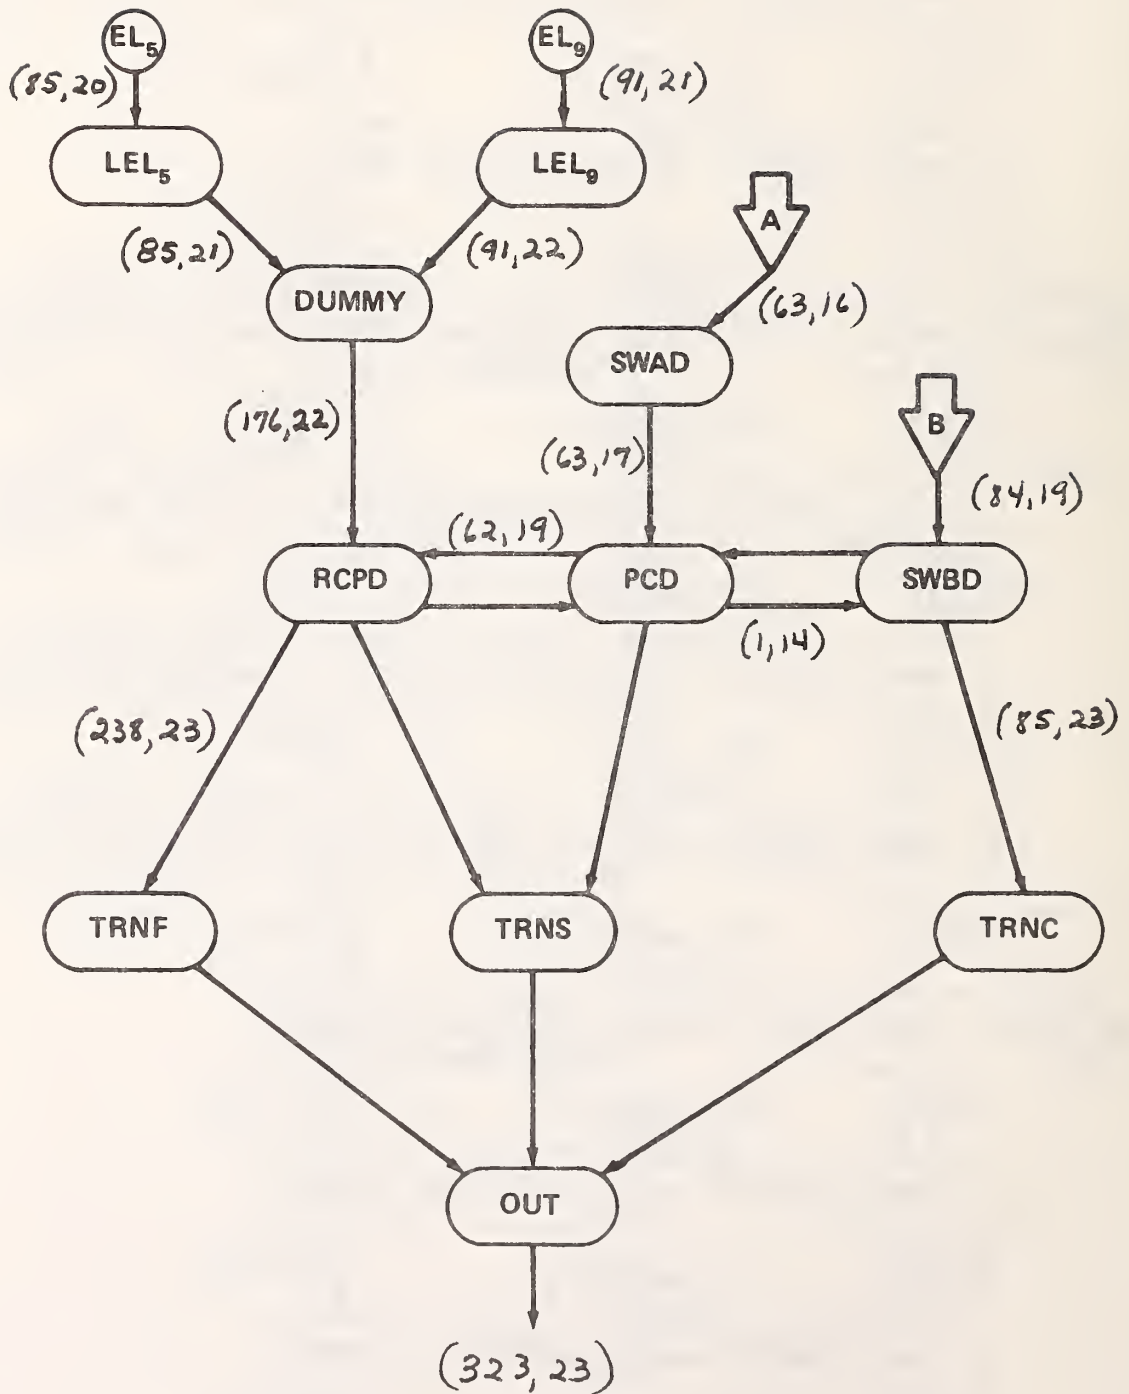 EL₅
EL₉
(85,20)
(91,21)
LEL₅
LEL₉
A
(85,21)
(91,22)
(63,16)
DUMMY
SWAD
(176,22)
(63,17)
B
(84,19)
(62,19)
RCPD
PCD
SWBD
(1,14)
(238,23)
(85,23)
TRNF
TRNS
TRNC
OUT
(323,23)